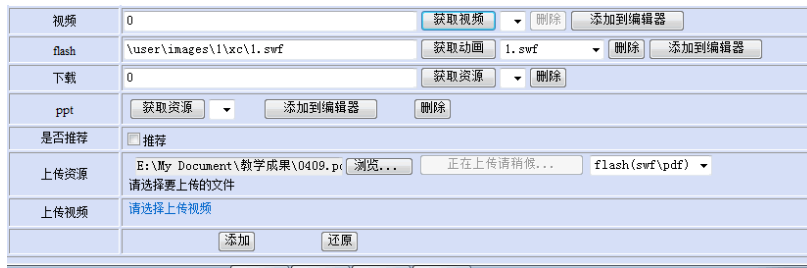 视频 0 获取视频 删除 添加到编辑器
flash \user\images\1\xc\1.swf 获取动画 1.swf 删除 添加到编辑器
下载 0 获取资源 删除
ppt 获取资源 添加到编辑器 删除
是否推荐 推荐
上传资源 E:\My Document\教学成果\0409.p 浏览... 正在上传请稍候... flash(swf\pdf)
请选择要上传的文件
上传视频 请选择上传视频
添加 还原